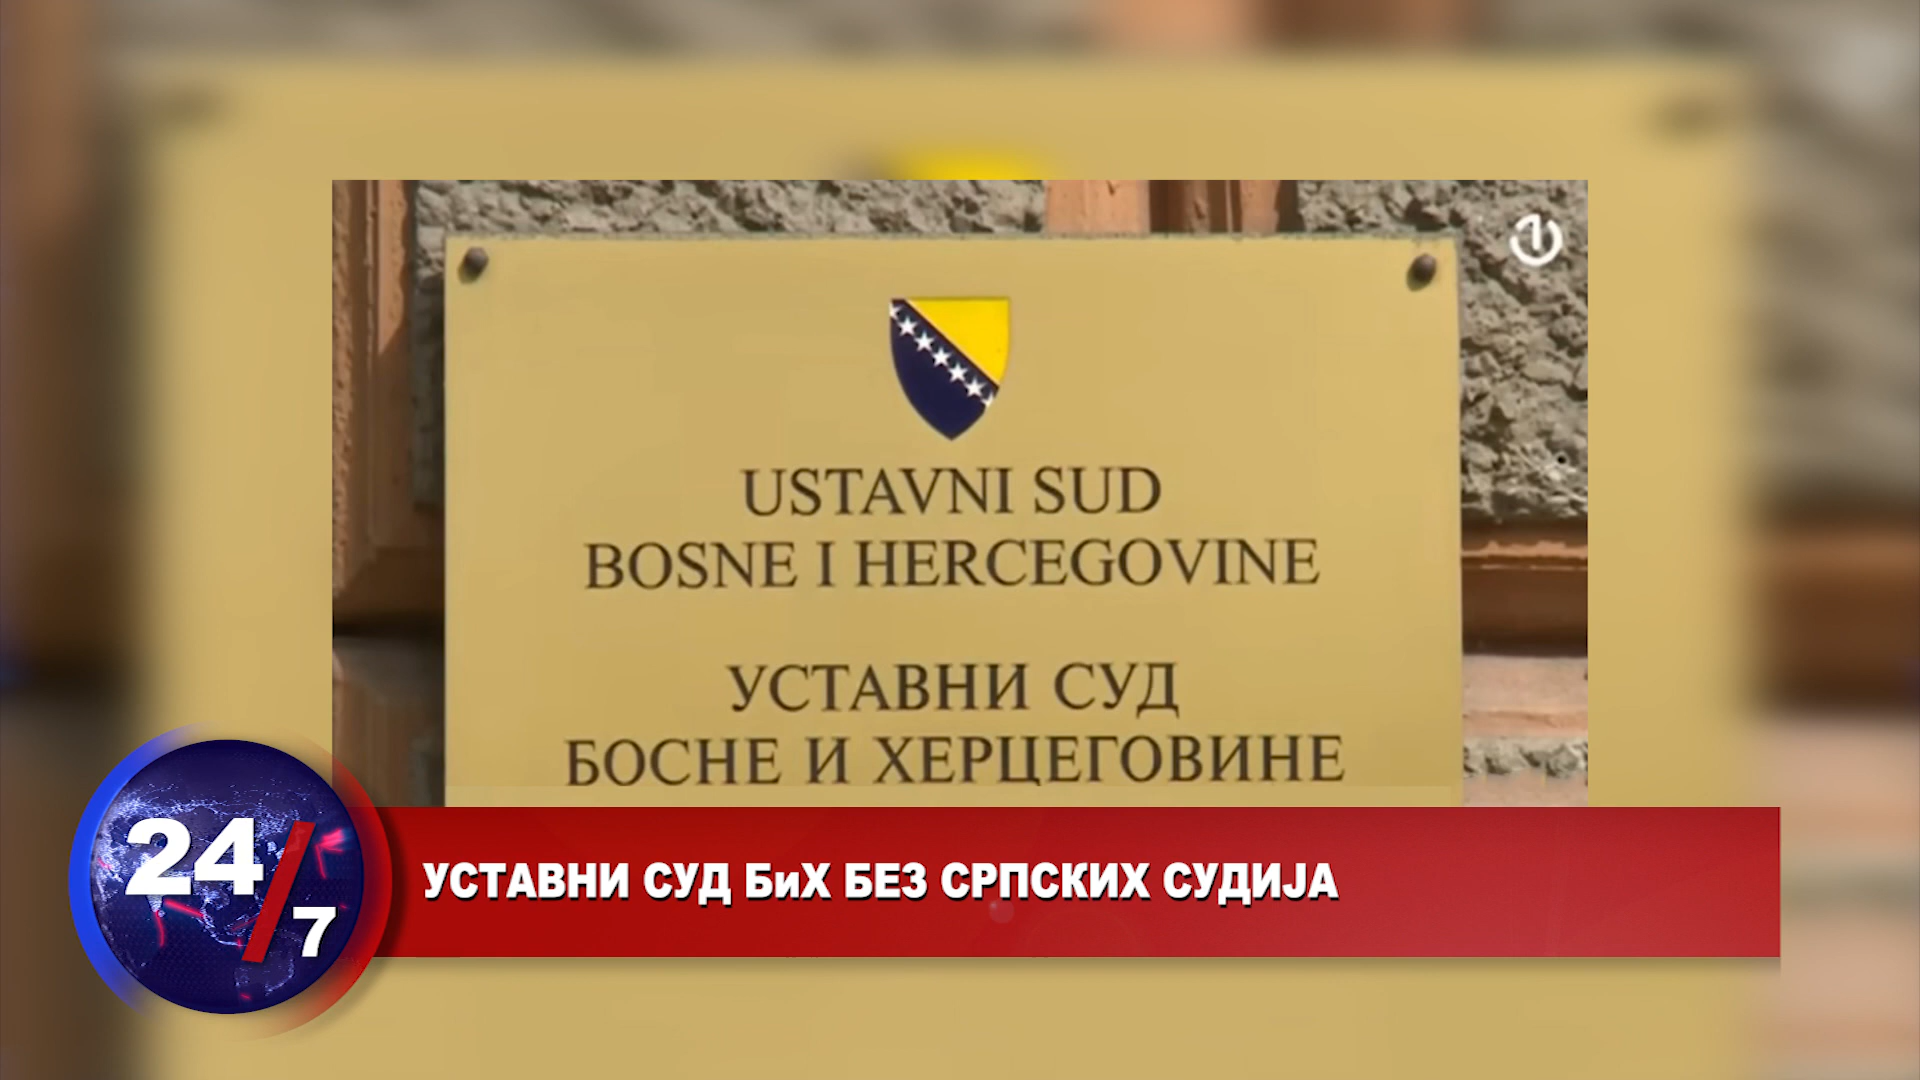 USTAVNI SUD
BOSNE I HERCEGOVINE
УСТАВНИ СУД
БОСНЕ И ХЕРЦЕГОВИНЕ
24/7
УСТАВНИ СУД БиХ БЕЗ СРПСКИХ СУДИЈА